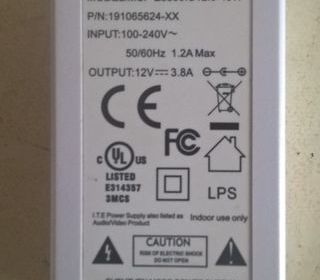 P/N:191065624-XX
INPUT:100-240V~
50/60Hz 1.2A Max
OUTPUT:12V⎓3.8A
CE
FC
c UL US
LISTED
E314357
3MCS
LPS
I.T.E Power Supply also listed as
Audio/Video Product
Indoor use only
CAUTION
RISK OF ELECTRIC SHOCK
DO NOT OPEN